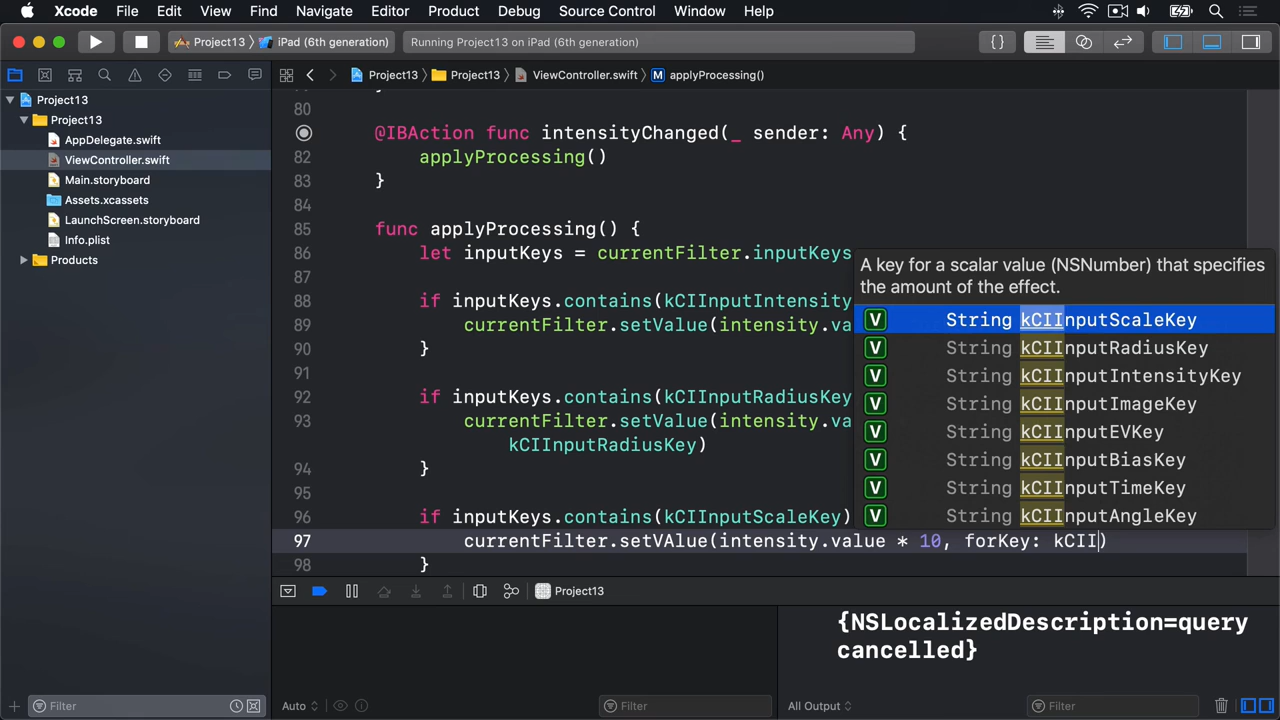 Xcode File Edit View Find Navigate Editor Product Debug Source Control Window Help
Project13 iPad (6th generation) Running Project13 on iPad (6th generation) {}
Project13 Project13 ViewController.swift M applyProcessing()
Project13
Project13
AppDelegate.swift
ViewController.swift
Main.storyboard
Assets.xcassets
LaunchScreen.storyboard
Info.plist
Products
80
@IBAction func intensityChanged(_ sender: Any) {
82 applyProcessing()
83 }
84
85 func applyProcessing() {
86 let inputKeys = currentFilter.inputKeys
87
88 if inputKeys.contains(kCIInputIntensity
89 currentFilter.setValue(intensity.va
90 }
91
92 if inputKeys.contains(kCIInputRadiusKey
93 currentFilter.setValue(intensity.va
kCIInputRadiusKey)
94 }
95
96 if inputKeys.contains(kCIInputScaleKey)
97 currentFilter.setVAlue(intensity.value * 10, forKey: kCII)
98 }
A key for a scalar value (NSNumber) that specifies
the amount of the effect.
V String kCIInputScaleKey
V String kCIInputRadiusKey
V String kCIInputIntensityKey
V String kCIInputImageKey
V String kCIInputEVKey
V String kCIInputBiasKey
V String kCIInputTimeKey
V String kCIInputAngleKey
Project13
{NSLocalizedDescription=query
cancelled}
Filter Auto Filter All Output Filter